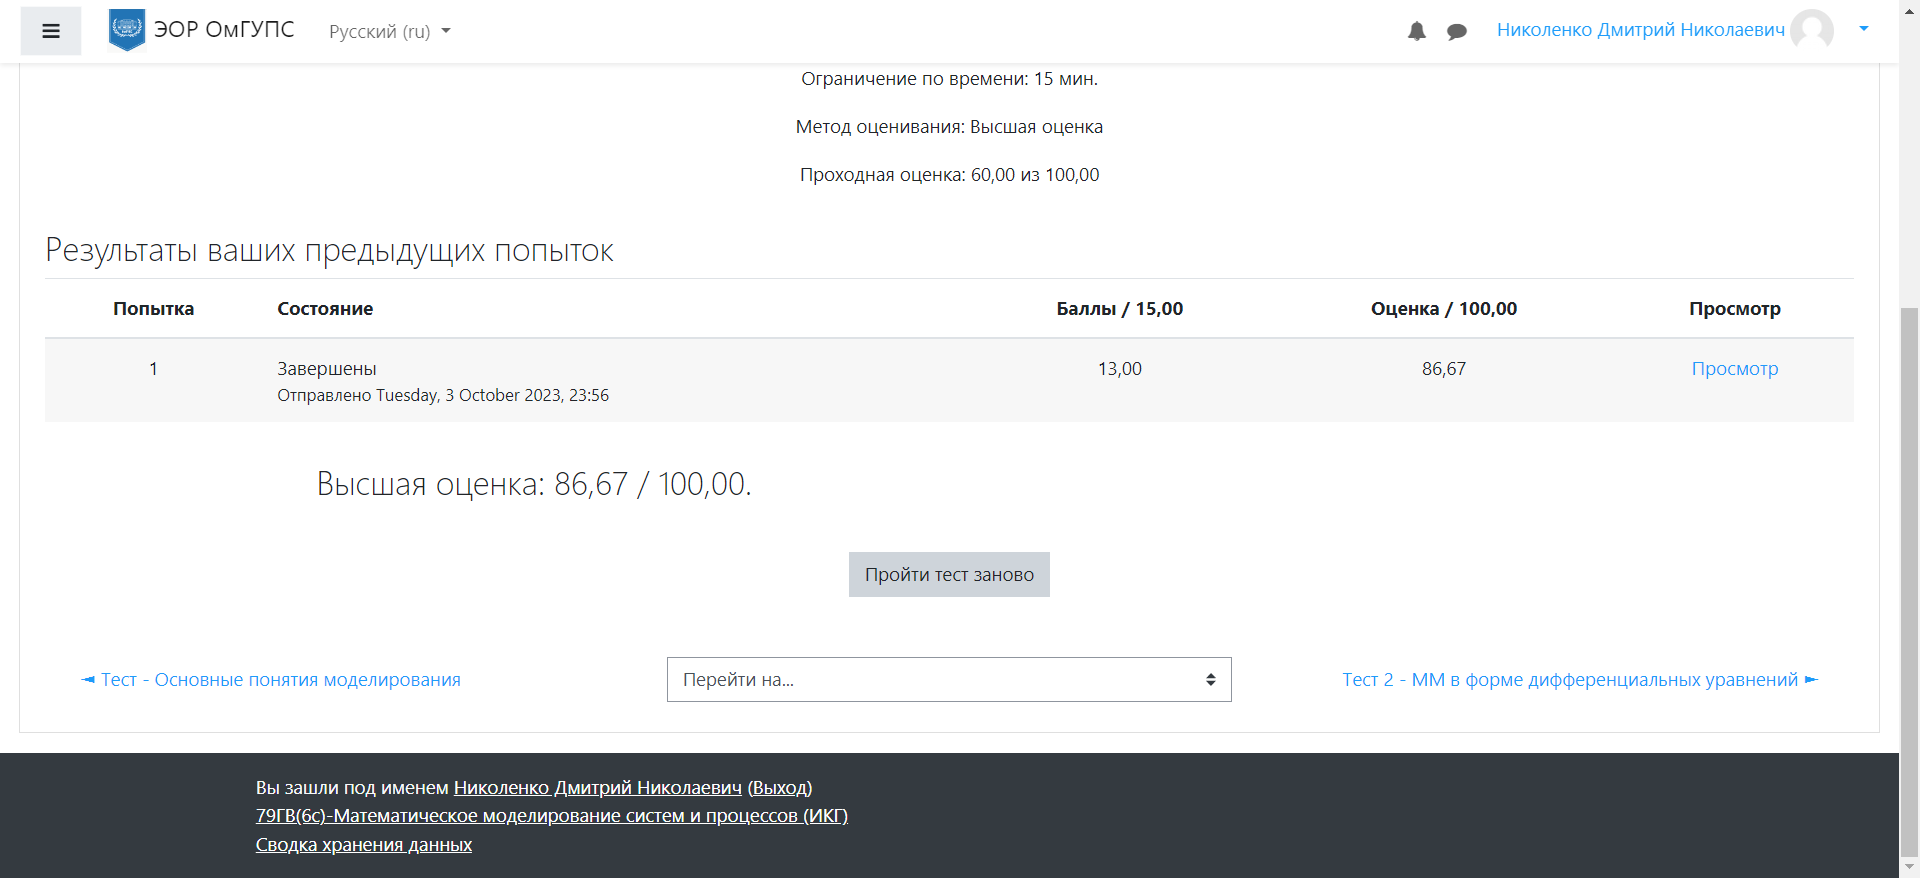 ЭОР ОмГУПС Русский (ru) Николенко Дмитрий Николаевич
Ограничение по времени: 15 мин.
Метод оценивания: Высшая оценка
Проходная оценка: 60,00 из 100,00
Результаты ваших предыдущих попыток
Попытка Состояние Баллы / 15,00 Оценка / 100,00 Просмотр
1 Завершены 13,00 86,67 Просмотр
Отправлено Tuesday, 3 October 2023, 23:56
Высшая оценка: 86,67 / 100,00.
Пройти тест заново
◄ Тест - Основные понятия моделирования Перейти на... Тест 2 - ММ в форме дифференциальных уравнений ►
Вы зашли под именем Николенко Дмитрий Николаевич (Выход)
79ГВ(6с)-Математическое моделирование систем и процессов (ИКГ)
Сводка хранения данных